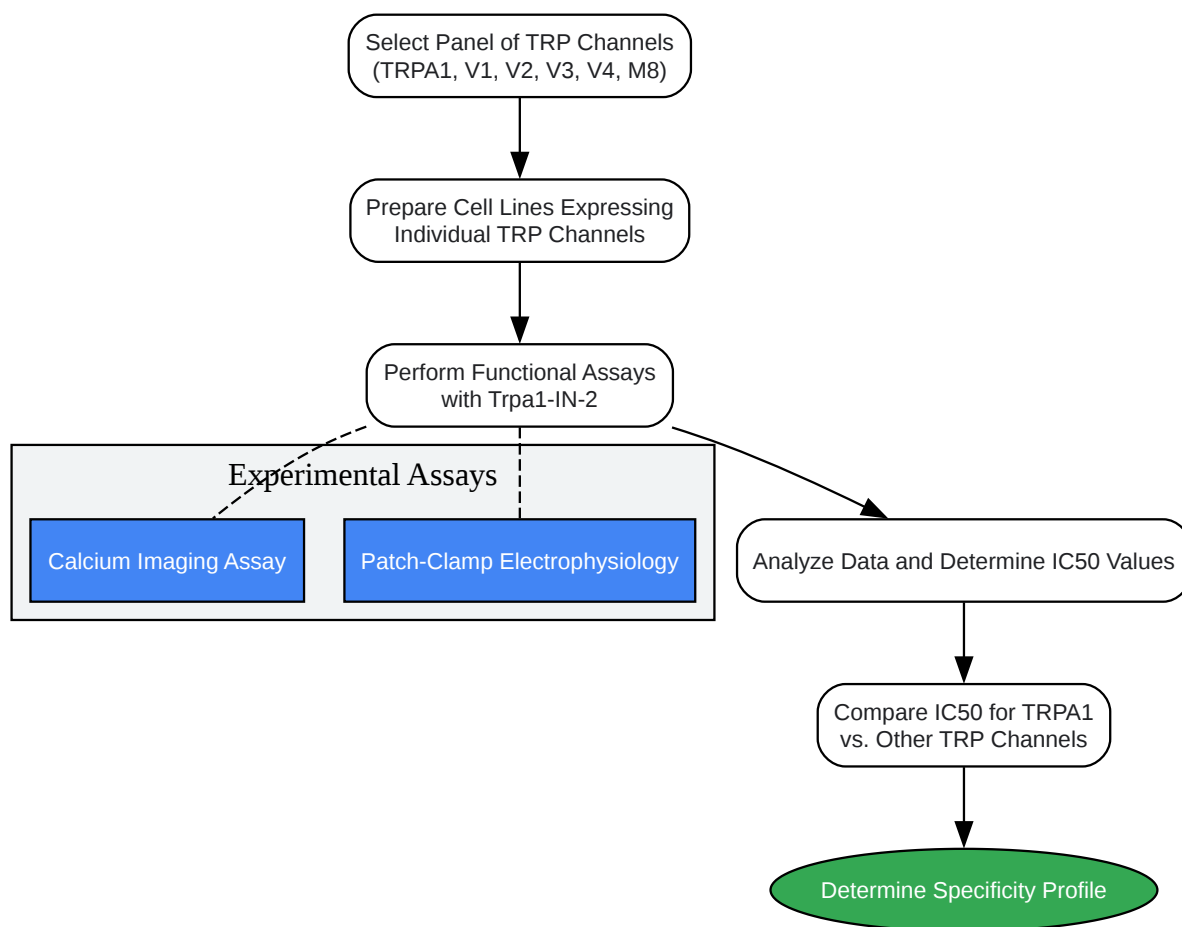 Select Panel of TRP Channels
(TRPA1, V1, V2, V3, V4, M8)
Prepare Cell Lines Expressing
Individual TRP Channels
Perform Functional Assays
with Trpa1-IN-2
Experimental Assays
Calcium Imaging Assay
Patch-Clamp Electrophysiology
Analyze Data and Determine IC50 Values
Compare IC50 for TRPA1
vs. Other TRP Channels
Determine Specificity Profile